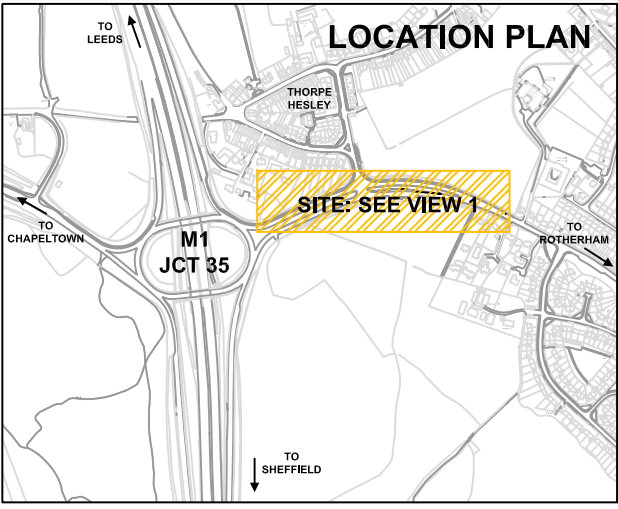 LOCATION PLAN
TO
LEEDS
THORPE
HESLEY
SITE: SEE VIEW 1
TO
CHAPELTOWN
M1
JCT 35
TO
ROTHERHAM
TO
SHEFFIELD